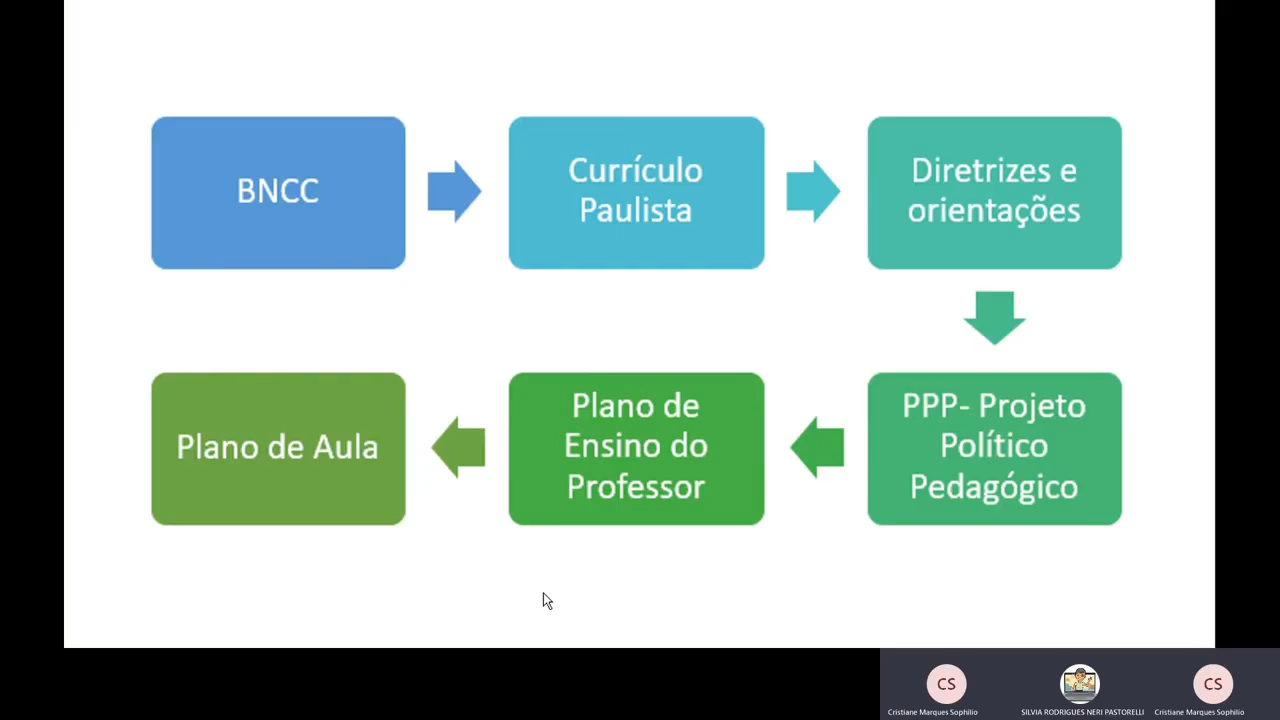 BNCC
Currículo
Paulista
Diretrizes e
orientações
PPP- Projeto
Político
Pedagógico
Plano de
Ensino do
Professor
Plano de Aula
CS
Cristiane Marques Sophilio
SILVIA RODRIGUES NERI PASTORELLI
CS
Cristiane Marques Sophilio